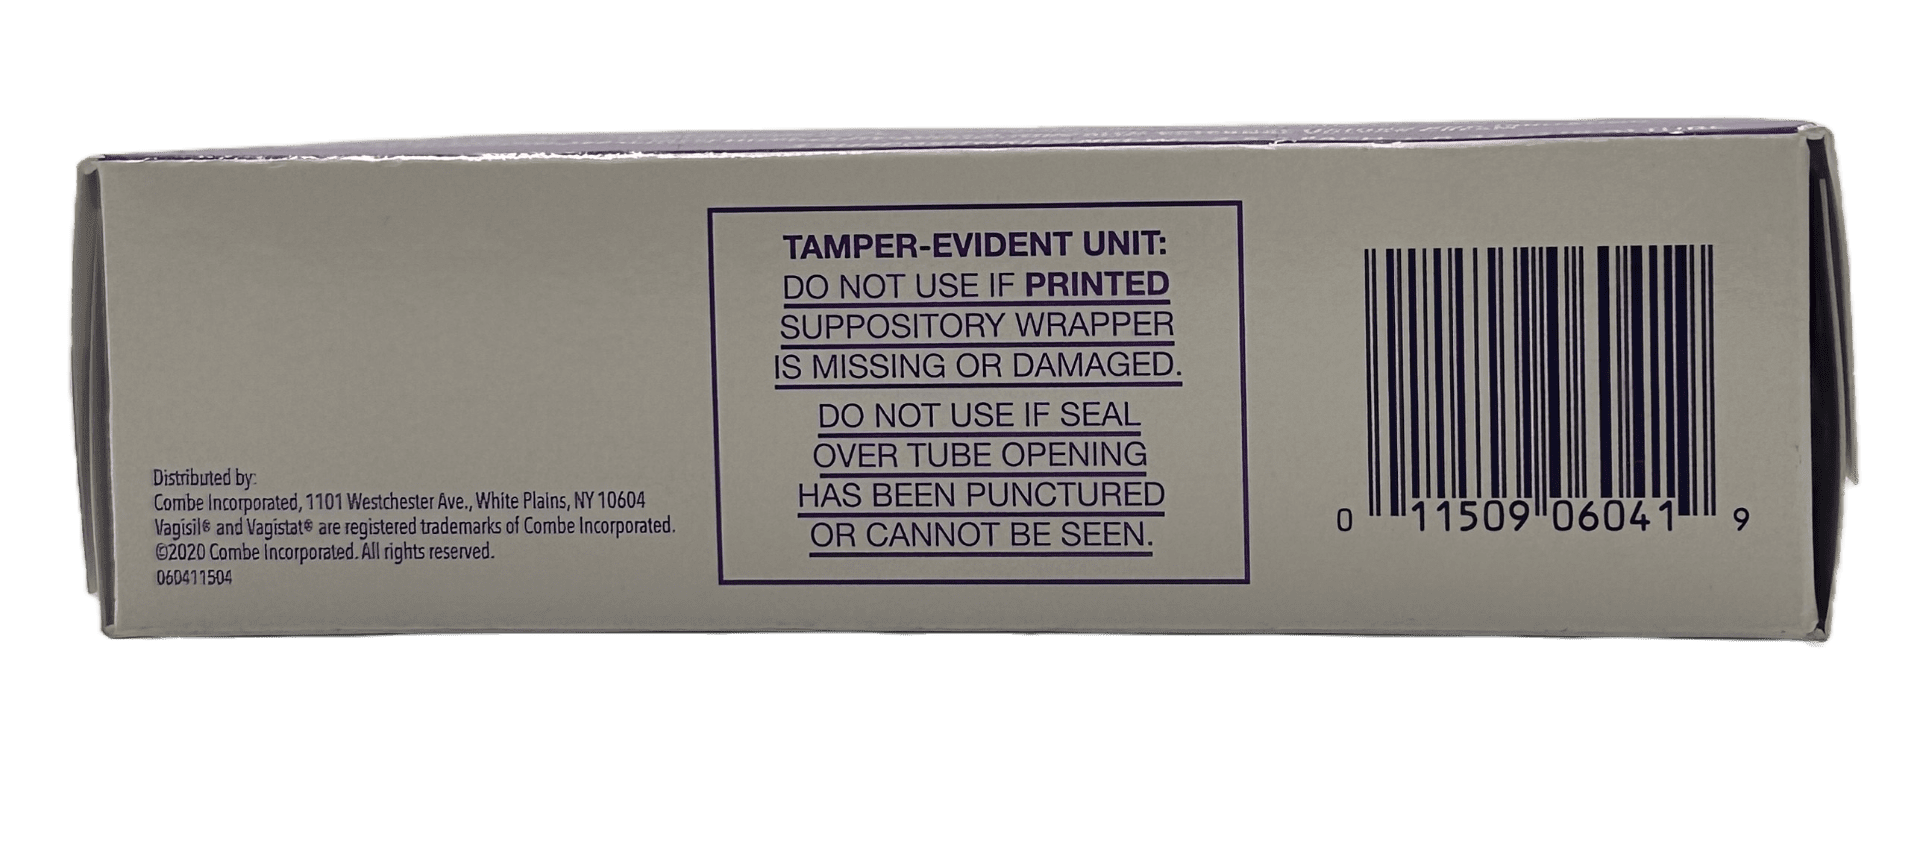 Distributed by:
Combe Incorporated, 1101 Westchester Ave., White Plains, NY 10604
Vagisil® and Vagistat® are registered trademarks of Combe Incorporated.
©2020 Combe Incorporated. All rights reserved.
060411504
TAMPER-EVIDENT UNIT:
DO NOT USE IF PRINTED
SUPPOSITORY WRAPPER
IS MISSING OR DAMAGED.
DO NOT USE IF SEAL
OVER TUBE OPENING
HAS BEEN PUNCTURED
OR CANNOT BE SEEN.
0 11509 06041 9